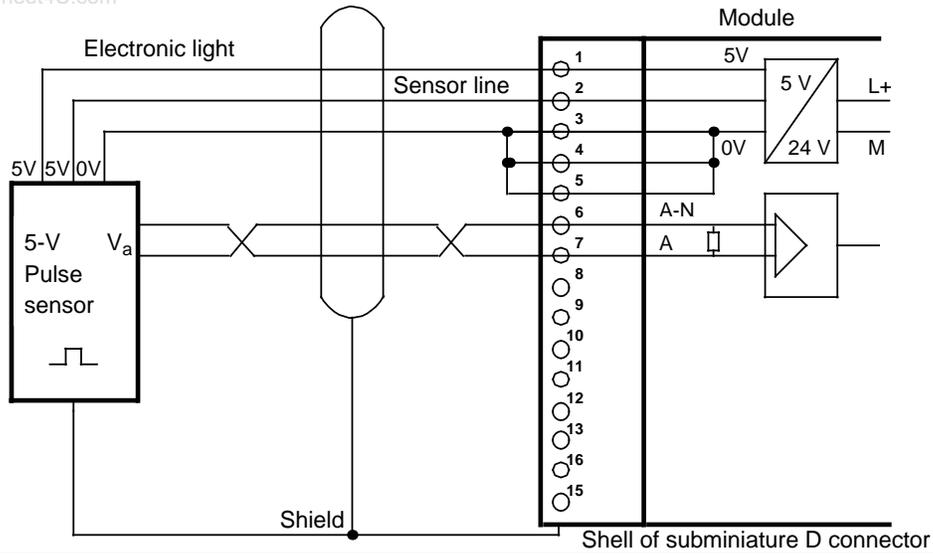 Module
Electronic light
Sensor line
5V 5V 0V
5-V Va
Pulse
sensor
1
2
3
4
5
6
7
8
9
10
11
12
13
16
15
5V
5 V
24 V
L+
M
0V
A-N
A
Shield
Shell of subminiature D connector